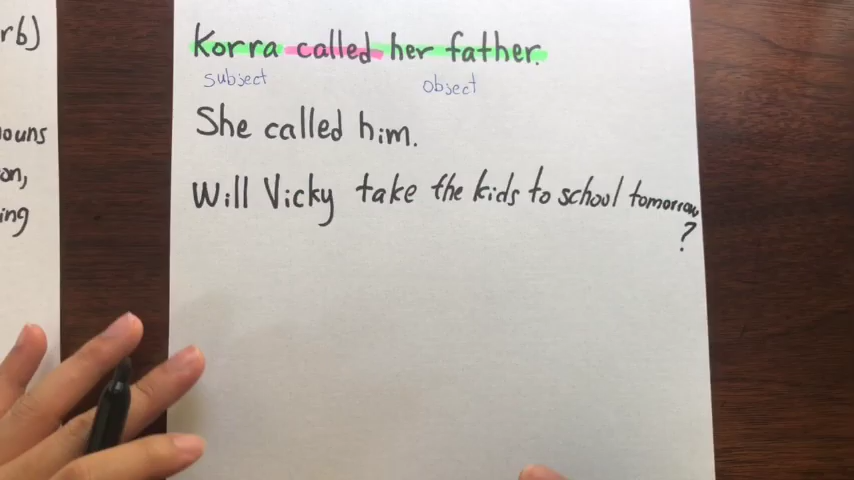 rb)
Korra called her father.
subject
object
She called him.
ouns
on,
ing
Will Vicky take the kids to school tomorrow
?